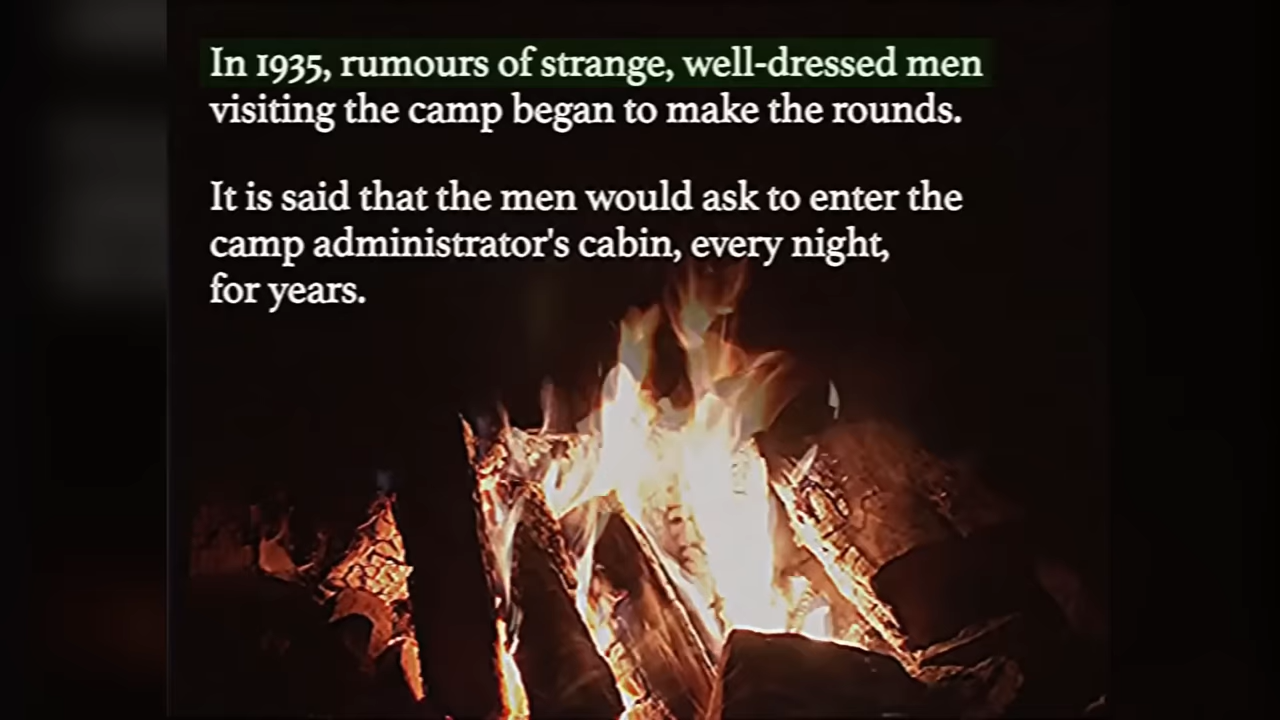 In 1935, rumours of strange, well-dressed men
visiting the camp began to make the rounds.
It is said that the men would ask to enter the
camp administrator's cabin, every night,
for years.